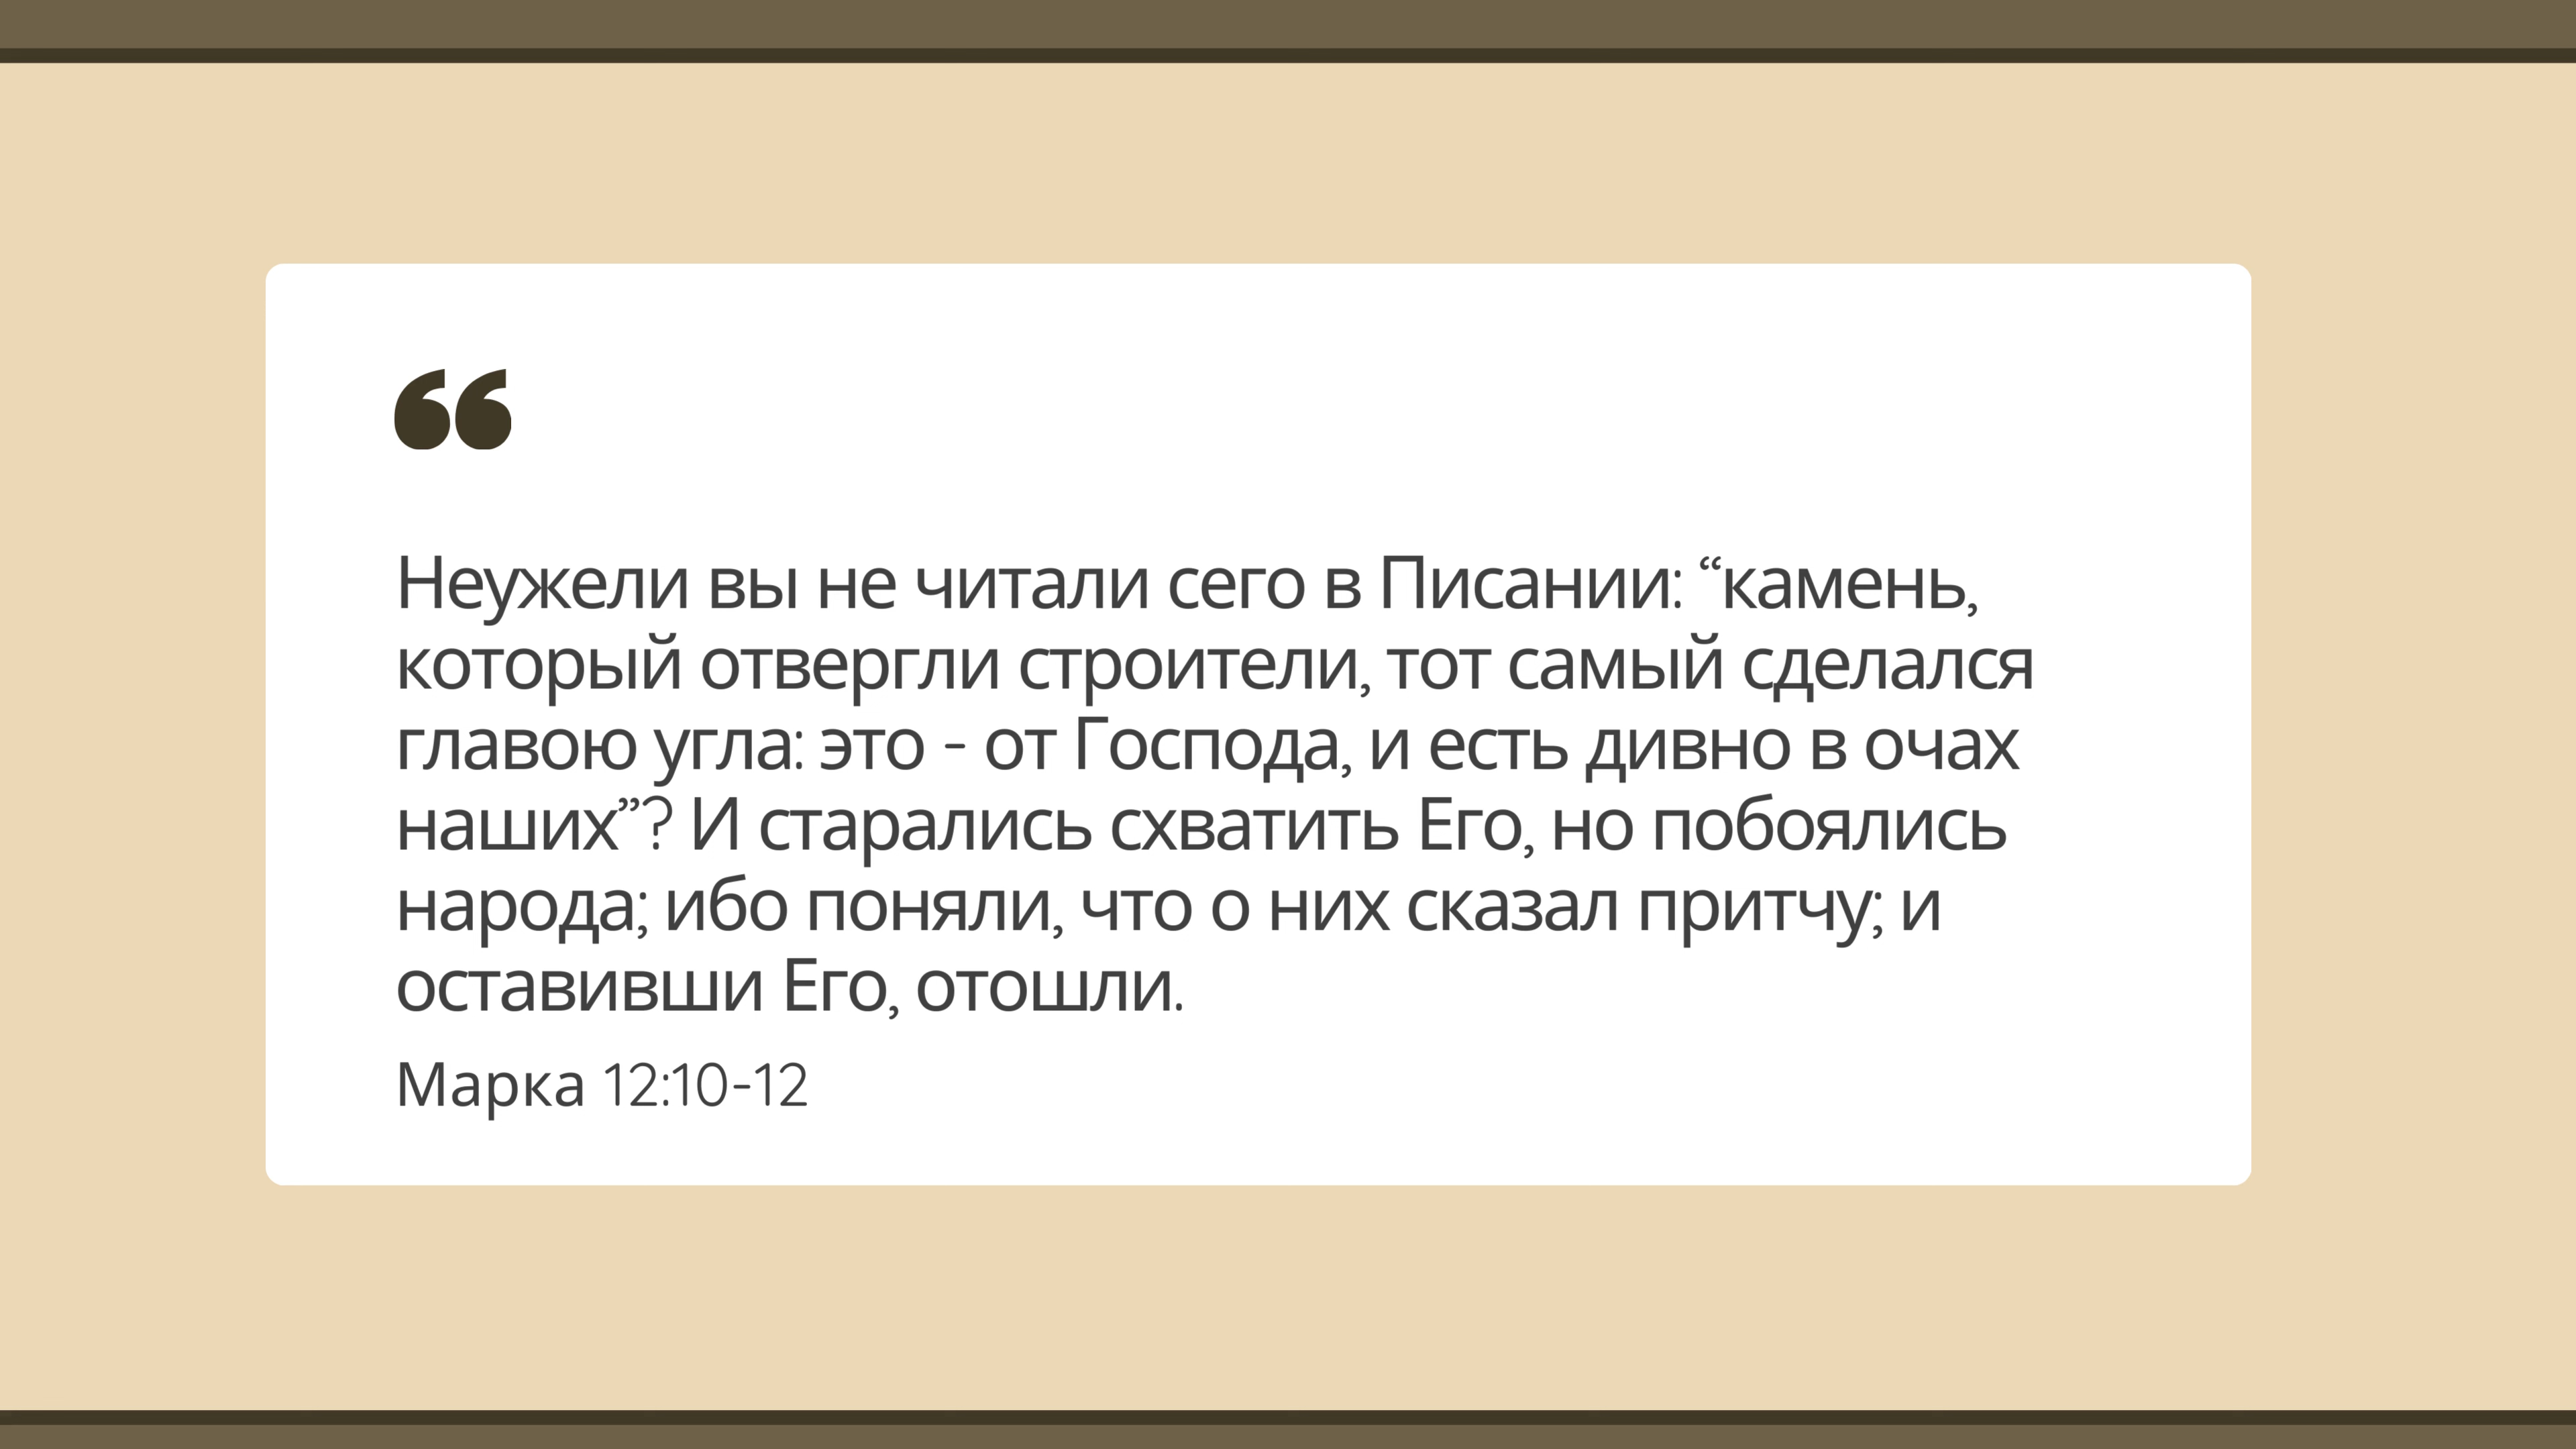 “
Неужели вы не читали сего в Писании: “камень,
который отвергли строители, тот самый сделался
главою угла: это - от Господа, и есть дивно в очах
наших”? И старались схватить Его, но побоялись
народа; ибо поняли, что о них сказал притчу; и
оставивши Его, отошли.
Марка 12:10-12